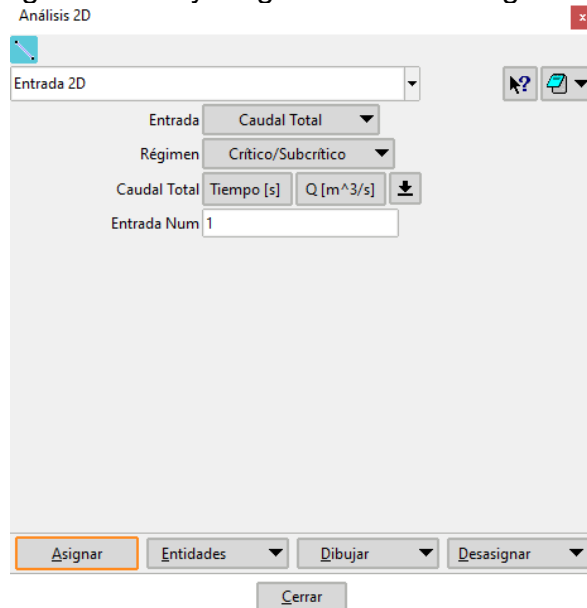 Análisis 2D
x
Entrada 2D
?
Entrada Caudal Total
Régimen Crítico/Subcrítico
Caudal Total Tiempo [s] Q [m^3/s]
Entrada Num 1
Asignar Entidades Dibujar Desasignar
Cerrar